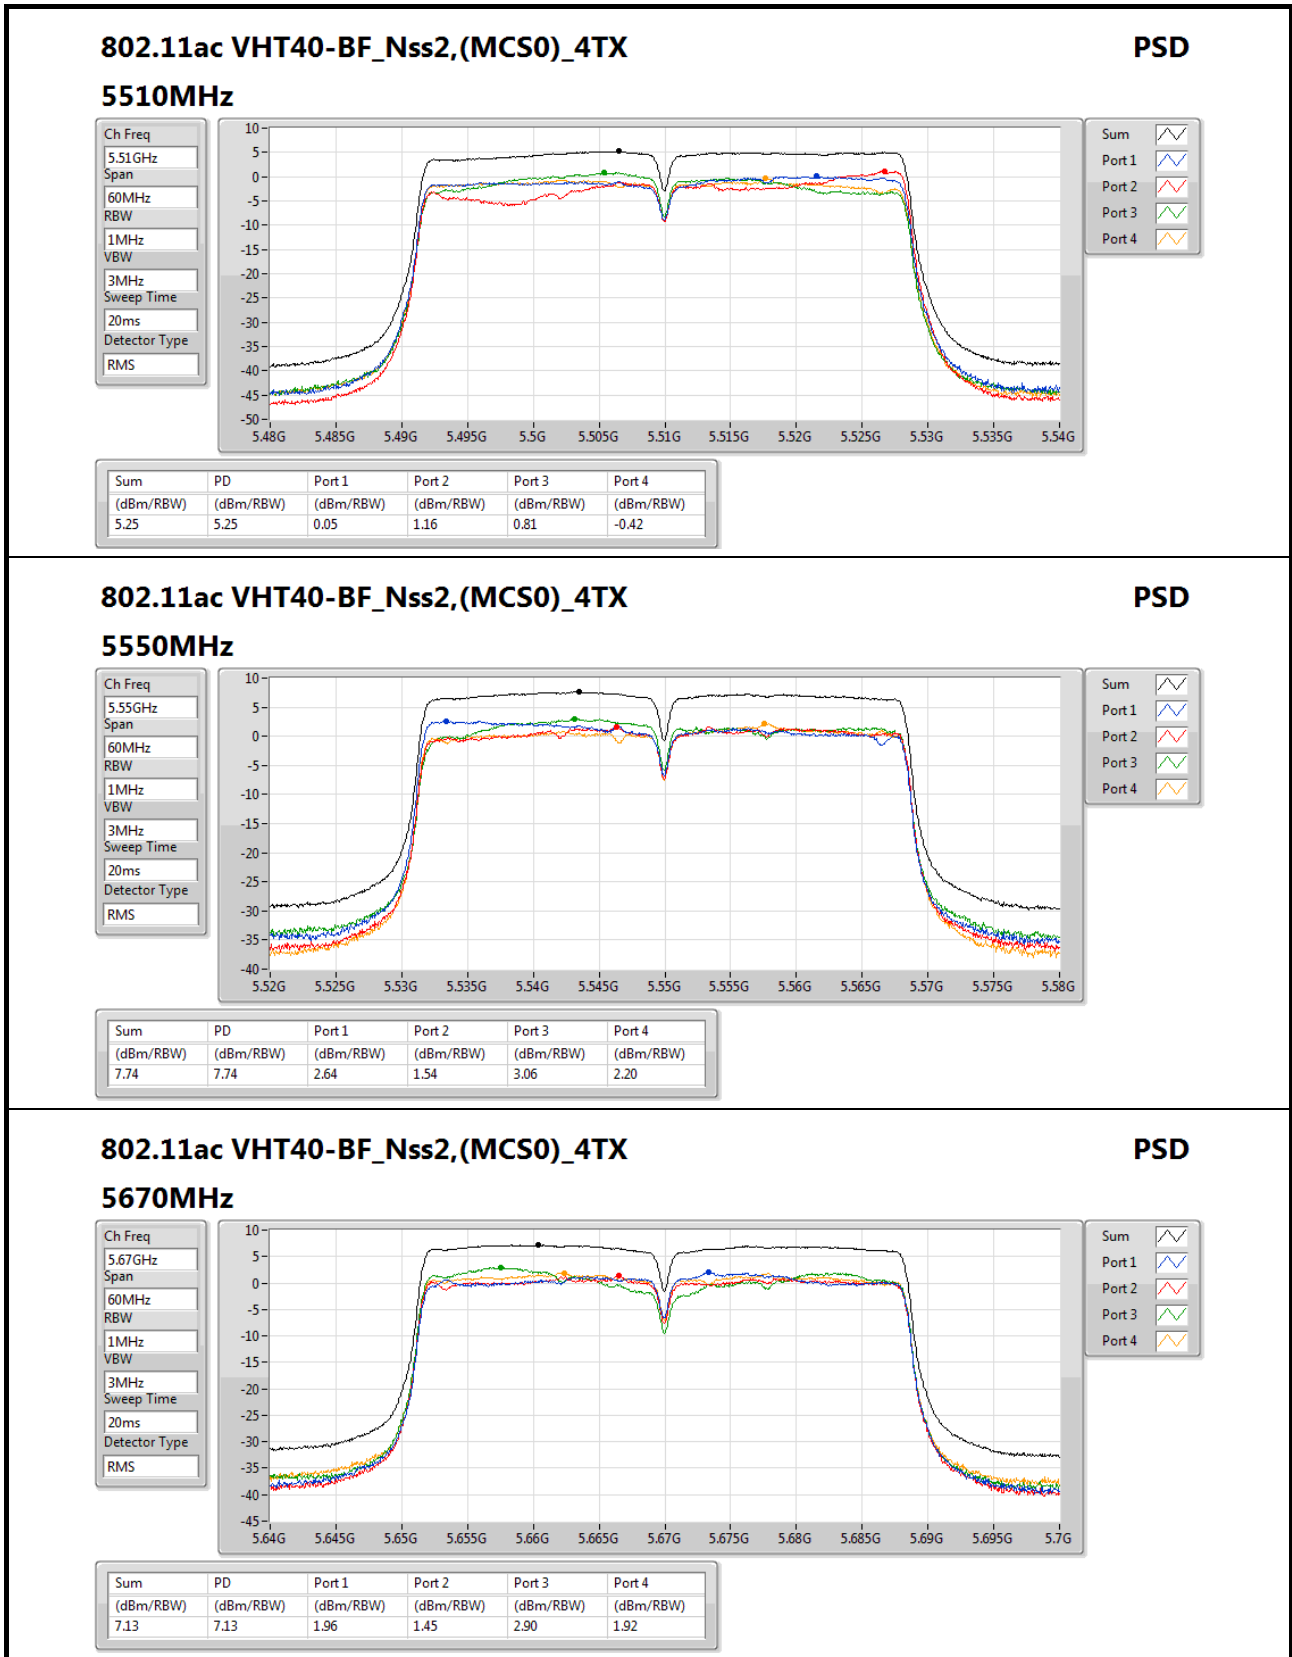 802.11ac VHT40-BF_Nss2,(MCS0)_4TX PSD
5510MHz
Ch Freq
5.51GHz
Span
60MHz
RBW
1MHz
VBW
3MHz
Sweep Time
20ms
Detector Type
RMS
10
5
0
-5
-10
-15
-20
-25
-30
-35
-40
-45
-50
5.48G 5.485G 5.49G 5.495G 5.5G 5.505G 5.51G 5.515G 5.52G 5.525G 5.53G 5.535G 5.54G
Sum
Port 1
Port 2
Port 3
Port 4
Sum PD Port 1 Port 2 Port 3 Port 4
(dBm/RBW) (dBm/RBW) (dBm/RBW) (dBm/RBW) (dBm/RBW) (dBm/RBW)
5.25 5.25 0.05 1.16 0.81 -0.42
802.11ac VHT40-BF_Nss2,(MCS0)_4TX PSD
5550MHz
Ch Freq
5.55GHz
Span
60MHz
RBW
1MHz
VBW
3MHz
Sweep Time
20ms
Detector Type
RMS
10
5
0
-5
-10
-15
-20
-25
-30
-35
-40
5.52G 5.525G 5.53G 5.535G 5.54G 5.545G 5.55G 5.555G 5.56G 5.565G 5.57G 5.575G 5.58G
Sum
Port 1
Port 2
Port 3
Port 4
Sum PD Port 1 Port 2 Port 3 Port 4
(dBm/RBW) (dBm/RBW) (dBm/RBW) (dBm/RBW) (dBm/RBW) (dBm/RBW)
7.74 7.74 2.64 1.54 3.06 2.20
802.11ac VHT40-BF_Nss2,(MCS0)_4TX PSD
5670MHz
Ch Freq
5.67GHz
Span
60MHz
RBW
1MHz
VBW
3MHz
Sweep Time
20ms
Detector Type
RMS
10
5
0
-5
-10
-15
-20
-25
-30
-35
-40
-45
5.64G 5.645G 5.65G 5.655G 5.66G 5.665G 5.67G 5.675G 5.68G 5.685G 5.69G 5.695G 5.7G
Sum
Port 1
Port 2
Port 3
Port 4
Sum PD Port 1 Port 2 Port 3 Port 4
(dBm/RBW) (dBm/RBW) (dBm/RBW) (dBm/RBW) (dBm/RBW) (dBm/RBW)
7.13 7.13 1.96 1.45 2.90 1.92